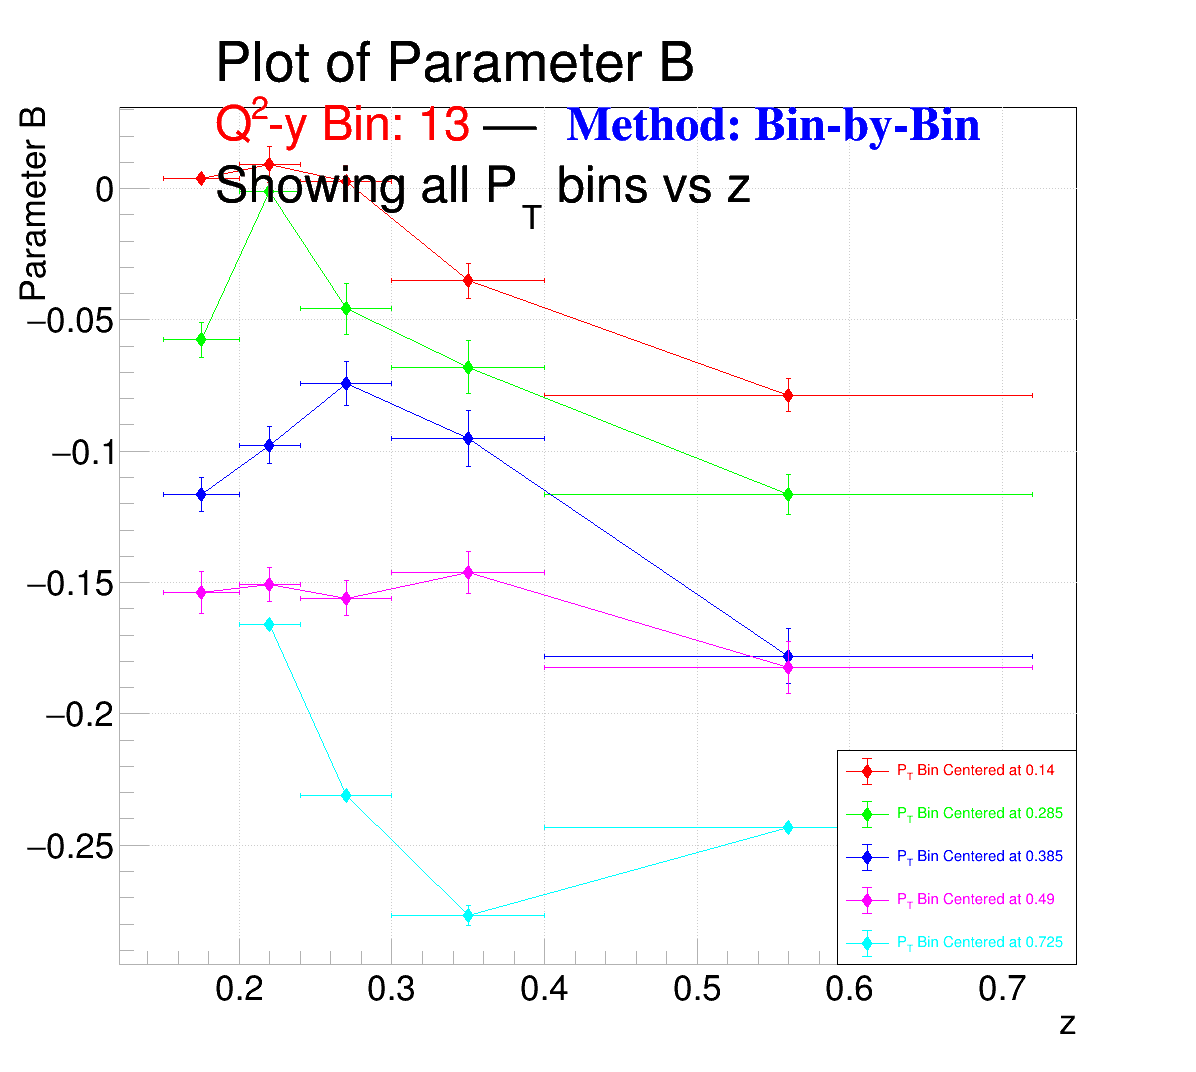 Plot of Parameter B
Q2-y Bin: 13 — Method: Bin-by-Bin
Showing all PT bins vs z
Parameter B
0
−0.05
−0.1
−0.15
−0.2
−0.25
PT Bin Centered at 0.14
PT Bin Centered at 0.285
PT Bin Centered at 0.385
PT Bin Centered at 0.49
PT Bin Centered at 0.725
0.2 0.3 0.4 0.5 0.6 0.7
z